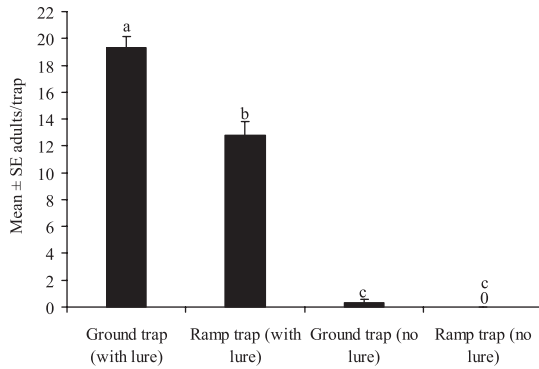 Mean ± SE adults/trap
22
20
18
16
14
12
10
8
6
4
2
0
a
b
c
c
0
Ground trap
(with lure)
Ramp trap (with
lure)
Ground trap (no
lure)
Ramp trap (no
lure)